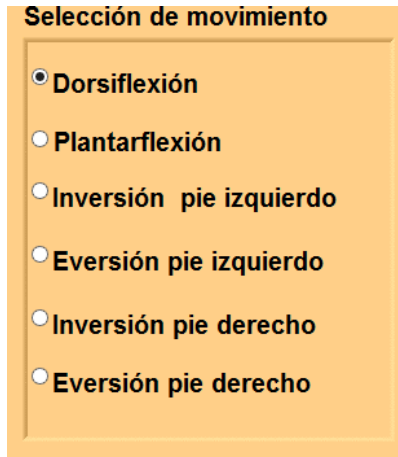 Selección de movimiento
Dorsiflexión
Plantarflexión
Inversión pie izquierdo
Eversión pie izquierdo
Inversión pie derecho
Eversión pie derecho